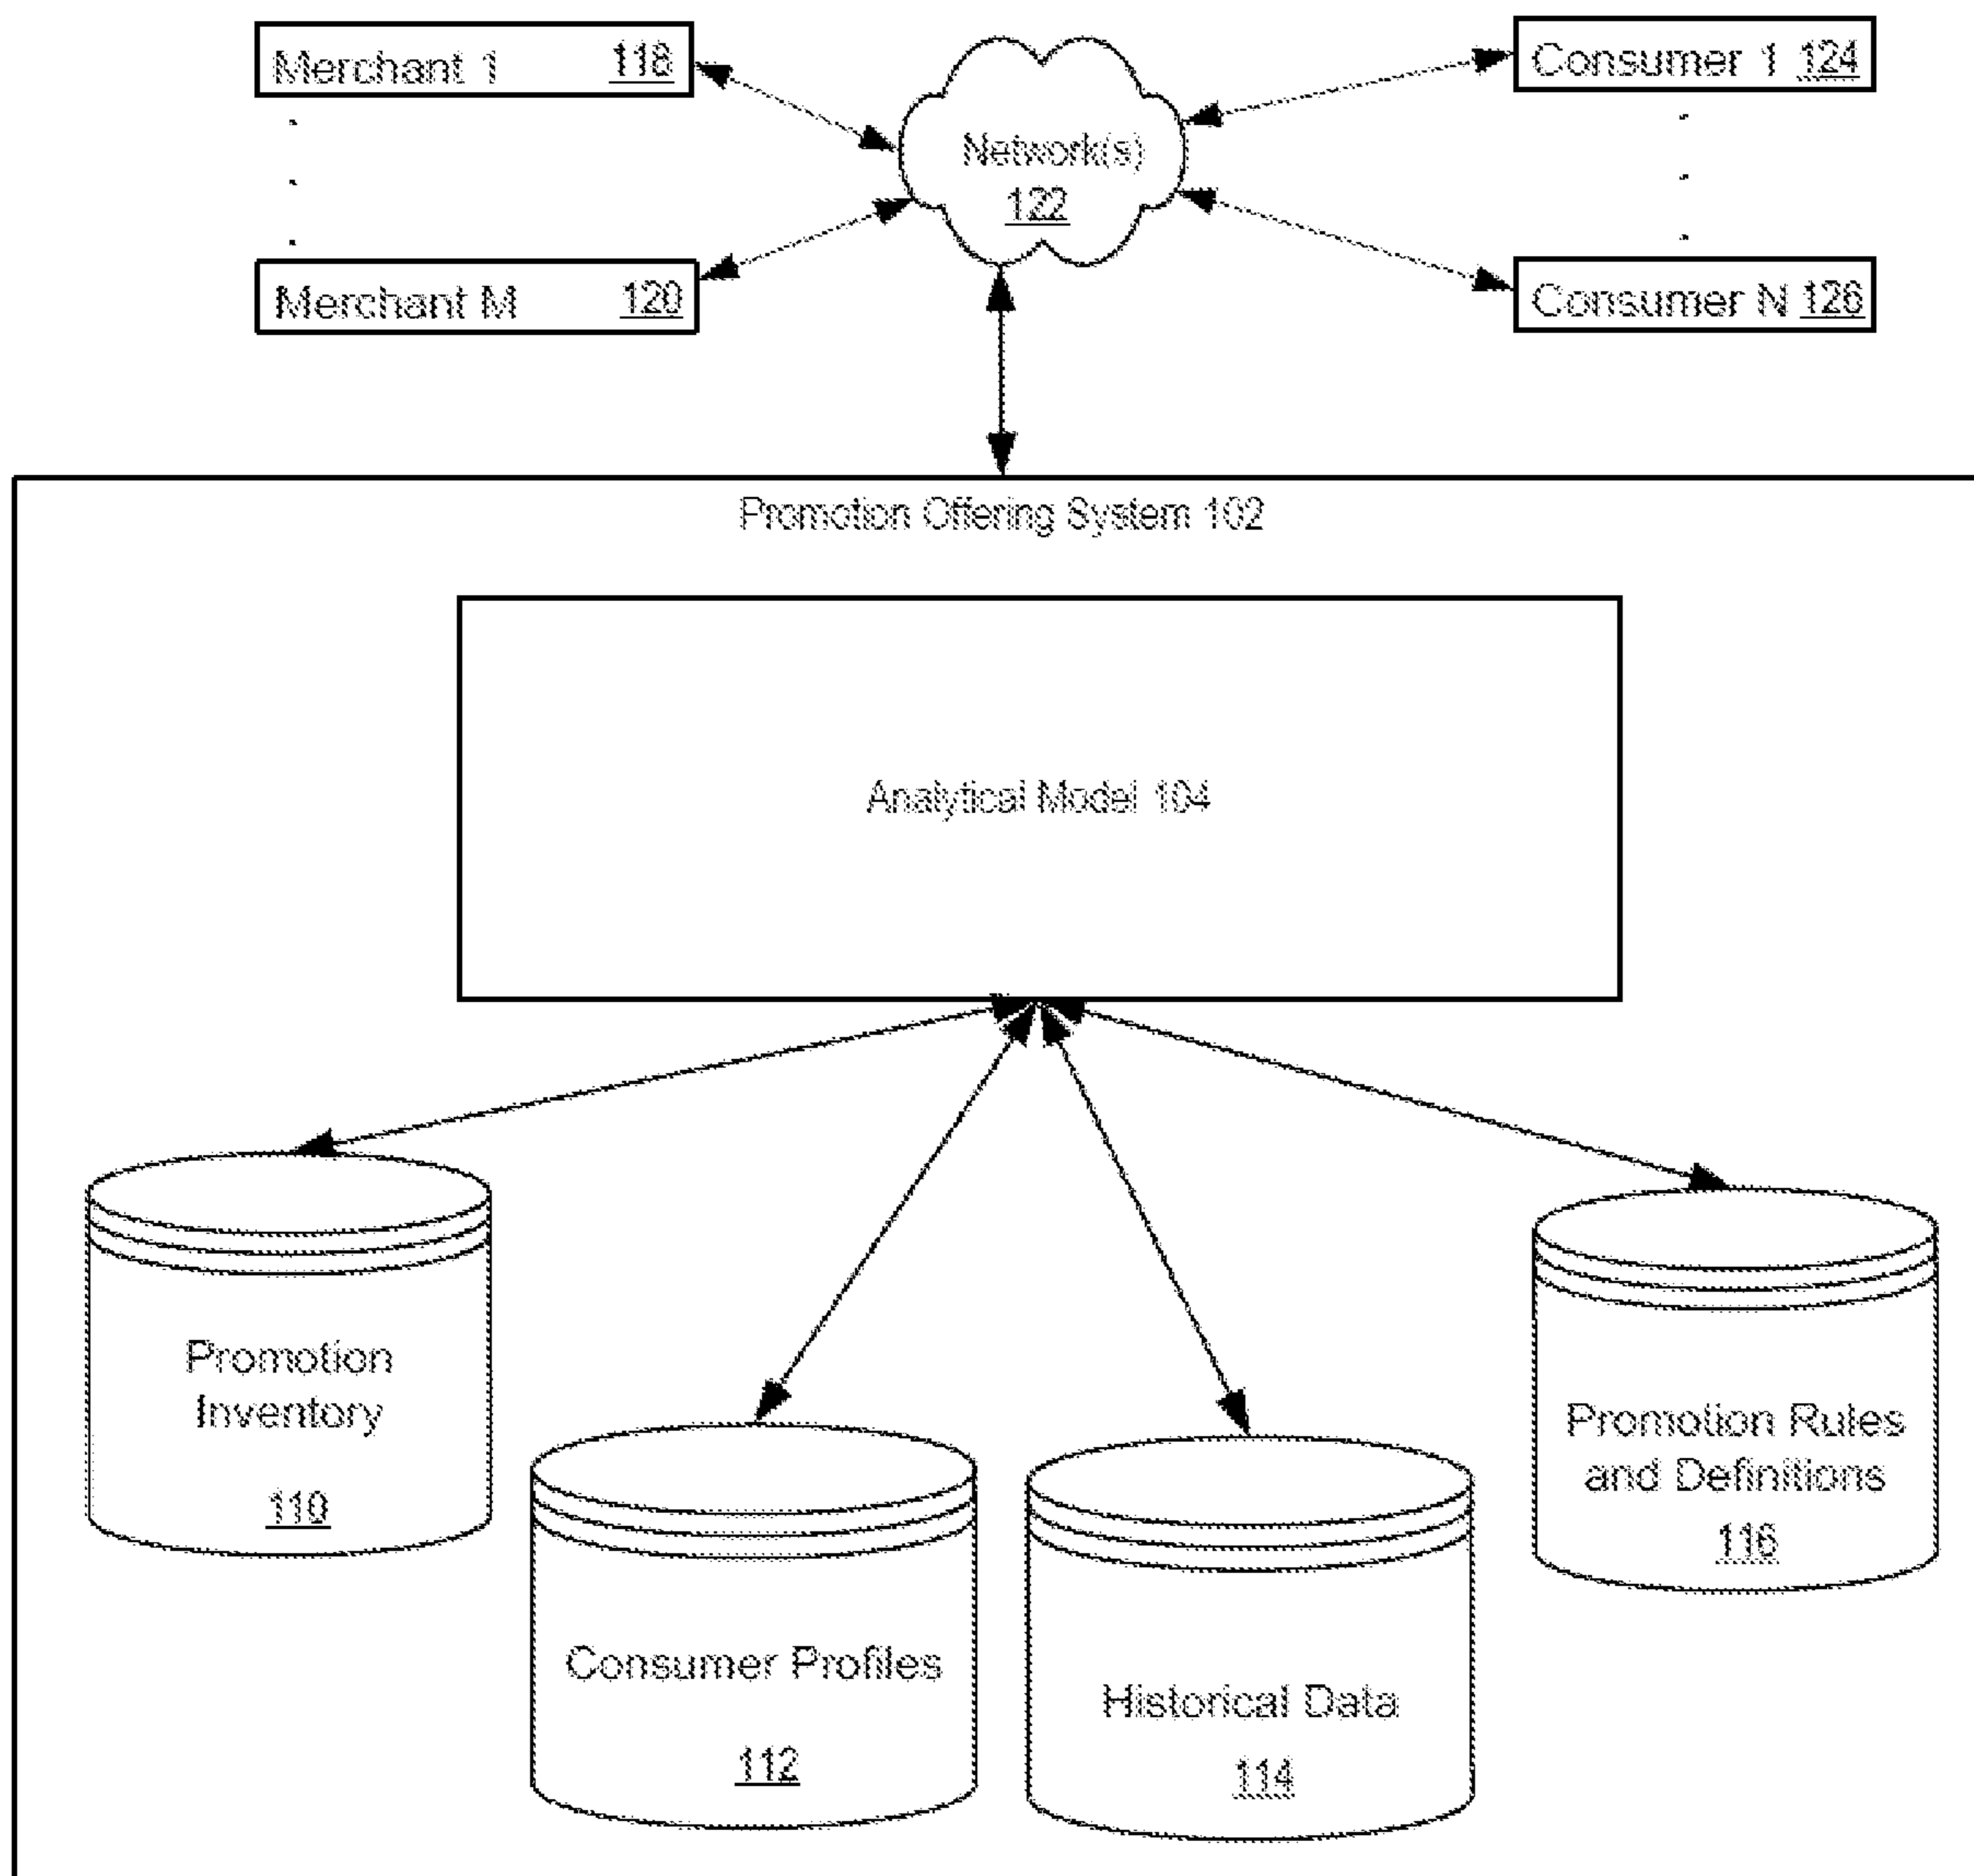 Merchant 1 118
Network(s)
122
Consumer 1 124
Merchant M 120
Consumer N 126
Promotion Offering System 102
Analytical Model 104
Promotion
Inventory
110
Consumer Profiles
112
Historical Data
114
Promotion Rules
and Definitions
116